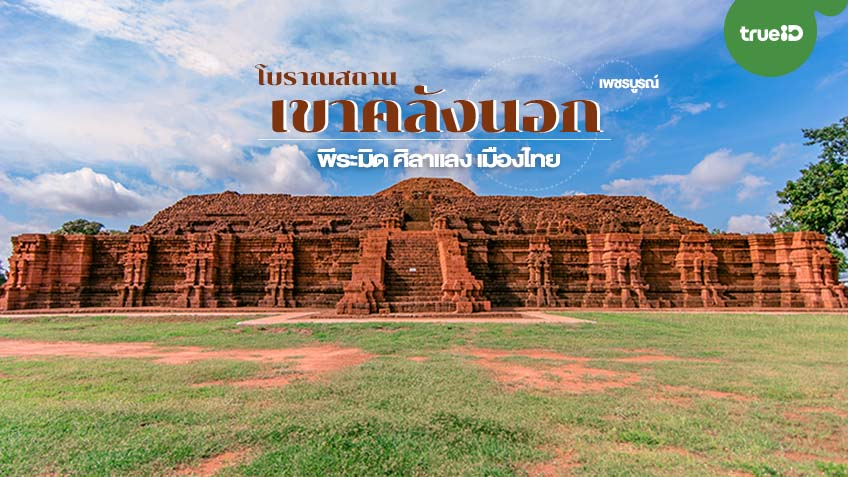 trueID
โบราณสถาน
เพชรบูรณ์
เขาคลังนอก
พีระมิด ศิลาแลง เมืองไทย